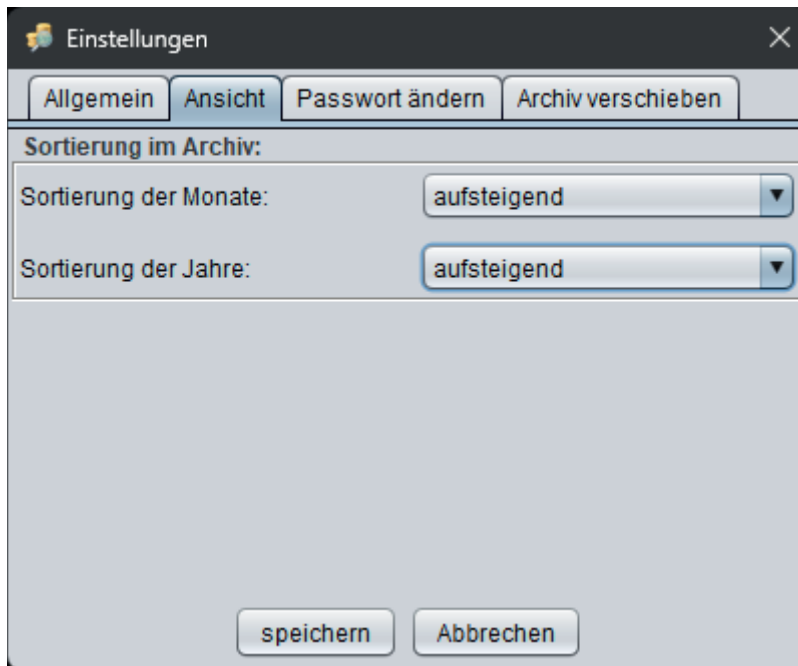 Einstellungen
Allgemein Ansicht Passwort ändern Archiv verschieben
Sortierung im Archiv:
Sortierung der Monate: aufsteigend
Sortierung der Jahre: aufsteigend
speichern Abbrechen